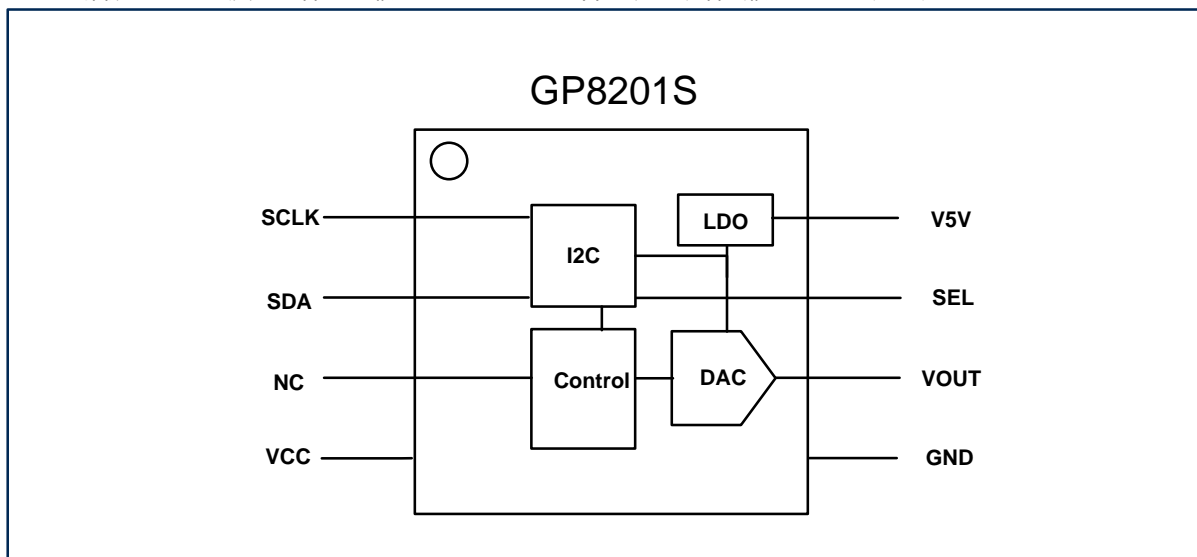 GP8201S
SCLK
LDO
V5V
I2C
SDA
SEL
NC
Control
DAC
VOUT
VCC
GND